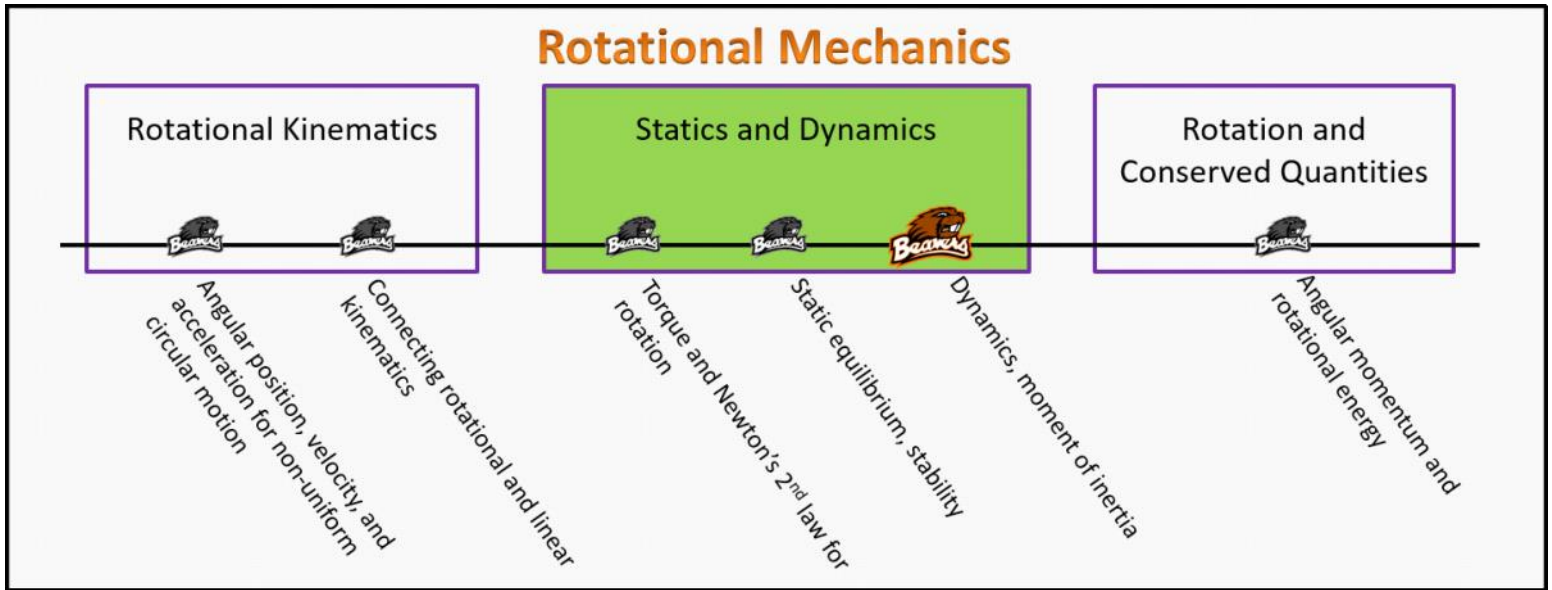 Rotational Mechanics
Rotational Kinematics
Statics and Dynamics
Rotation and
Conserved Quantities
Beavers
Beavers
Beavers
Beavers
Beavers
Beavers
Angular position, velocity, and
acceleration for non-uniform
circular motion
Connecting rotational and linear
kinematics
Torque and Newton's 2nd law for
rotation
Static equilibrium, stability
Dynamics, moment of inertia
Angular momentum and
rotational energy